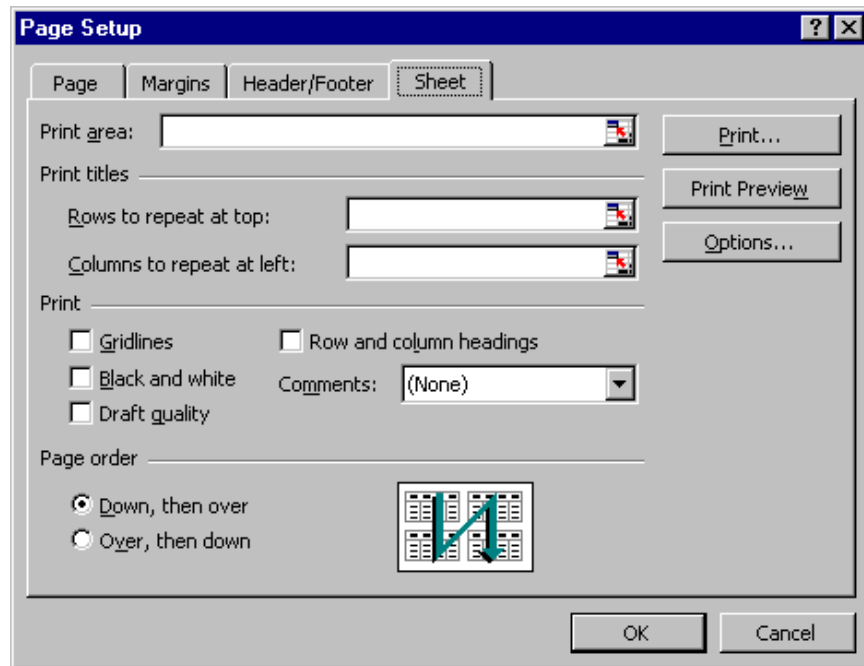 Page Setup
Page Margins Header/Footer Sheet
Print area:
Print...
Print titles
Print Preview
Rows to repeat at top:
Options...
Columns to repeat at left:
Print
Gridlines Row and column headings
Black and white Comments: (None)
Draft quality
Page order
Down, then over
Over, then down
OK Cancel